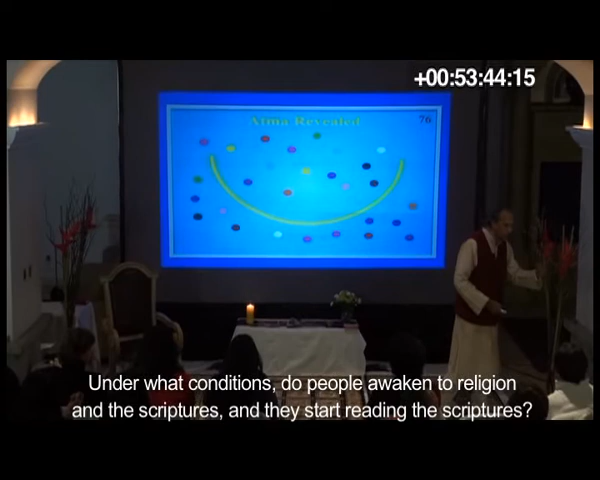 +00:53:44:15
Atma Revealed
76
Under what conditions, do people awaken to religion
and the scriptures, and they start reading the scriptures?